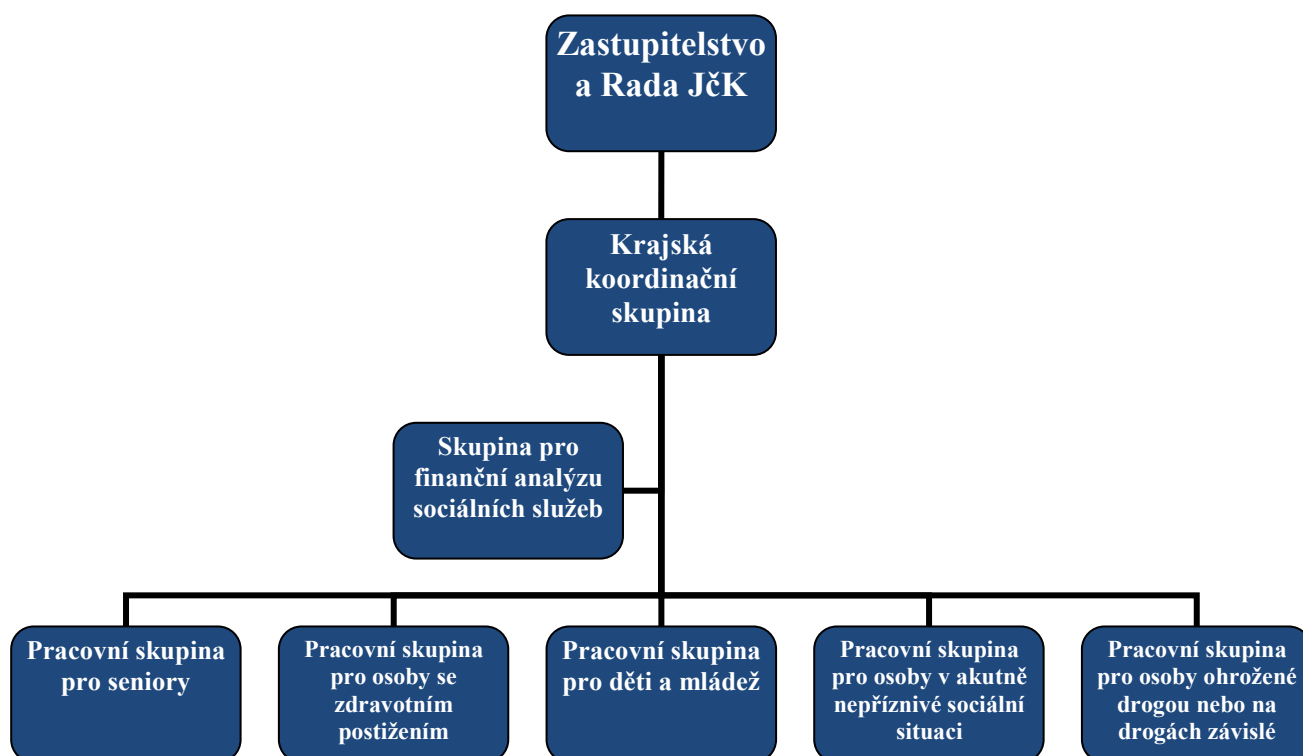 Zastupitelstvo
a Rada JčK
Krajská
koordinační
skupina
Skupina pro
finanční analýzu
sociálních služeb
Pracovní skupina
pro seniory
Pracovní skupina
pro osoby se
zdravotním
postižením
Pracovní skupina
pro děti a mládež
Pracovní skupina
pro osoby v akutně
nepříznivé sociální
situaci
Pracovní skupina
pro osoby ohrožené
drogou nebo na
drogách závislé